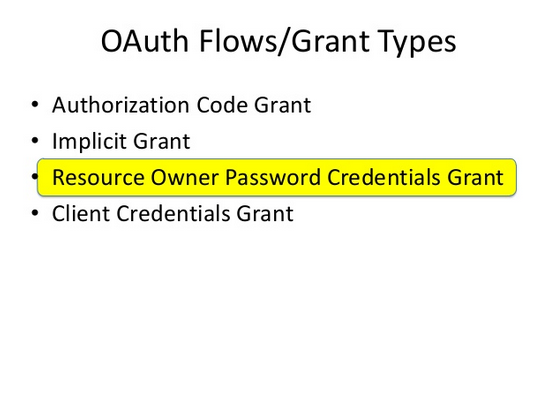 OAuth Flows/Grant Types
• Authorization Code Grant
• Implicit Grant
• Resource Owner Password Credentials Grant
• Client Credentials Grant